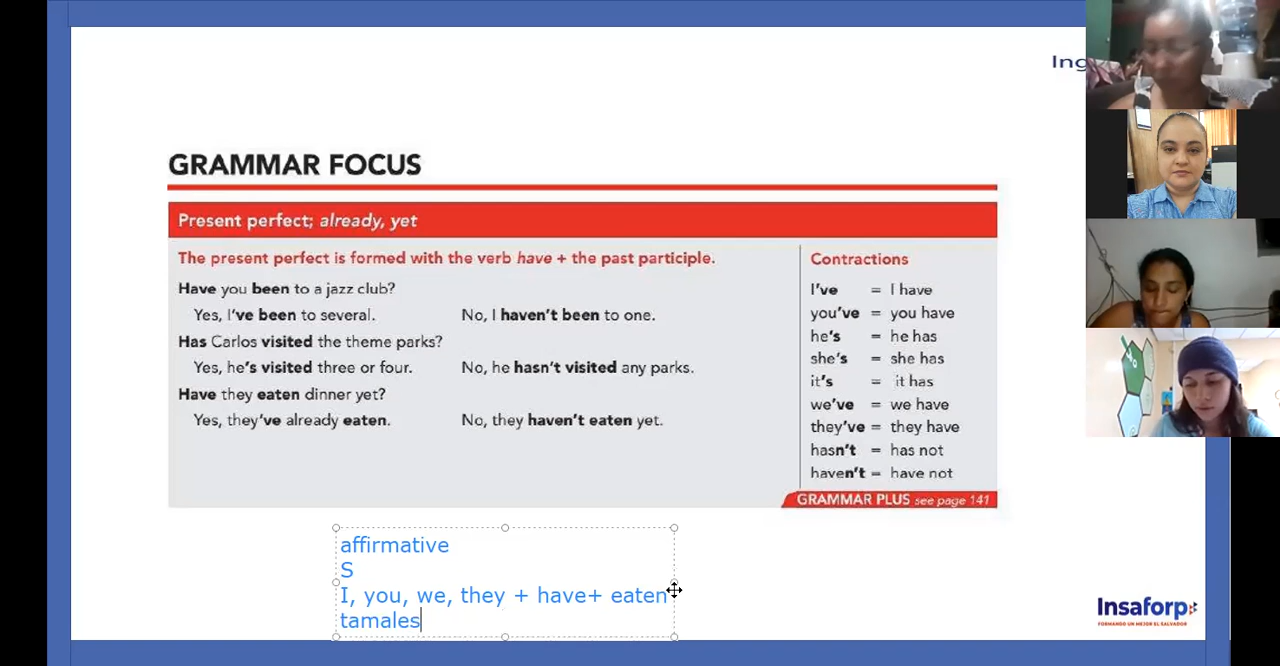 Ing
GRAMMAR FOCUS
Present perfect; already, yet
The present perfect is formed with the verb have + the past participle.
Have you been to a jazz club?
Yes, I've been to several. No, I haven't been to one.
Has Carlos visited the theme parks?
Yes, he's visited three or four. No, he hasn't visited any parks.
Have they eaten dinner yet?
Yes, they've already eaten. No, they haven't eaten yet.
Contractions
I've = I have
you've = you have
he's = he has
she's = she has
it's = it has
we've = we have
they've = they have
hasn't = has not
haven't = have not
GRAMMAR PLUS see page 141
affirmative
S
I, you, we, they + have+ eaten
tamales
Insaforp
FORMANDO UN MEJOR EL SALVADOR